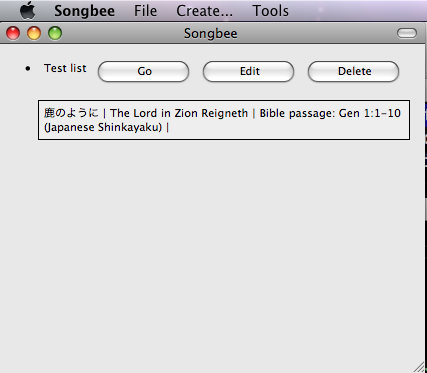 Songbee File Create... Tools
Songbee
• Test list Go Edit Delete
鹿のように | The Lord in Zion Reigneth | Bible passage: Gen 1:1-10
(Japanese Shinkayaku) |